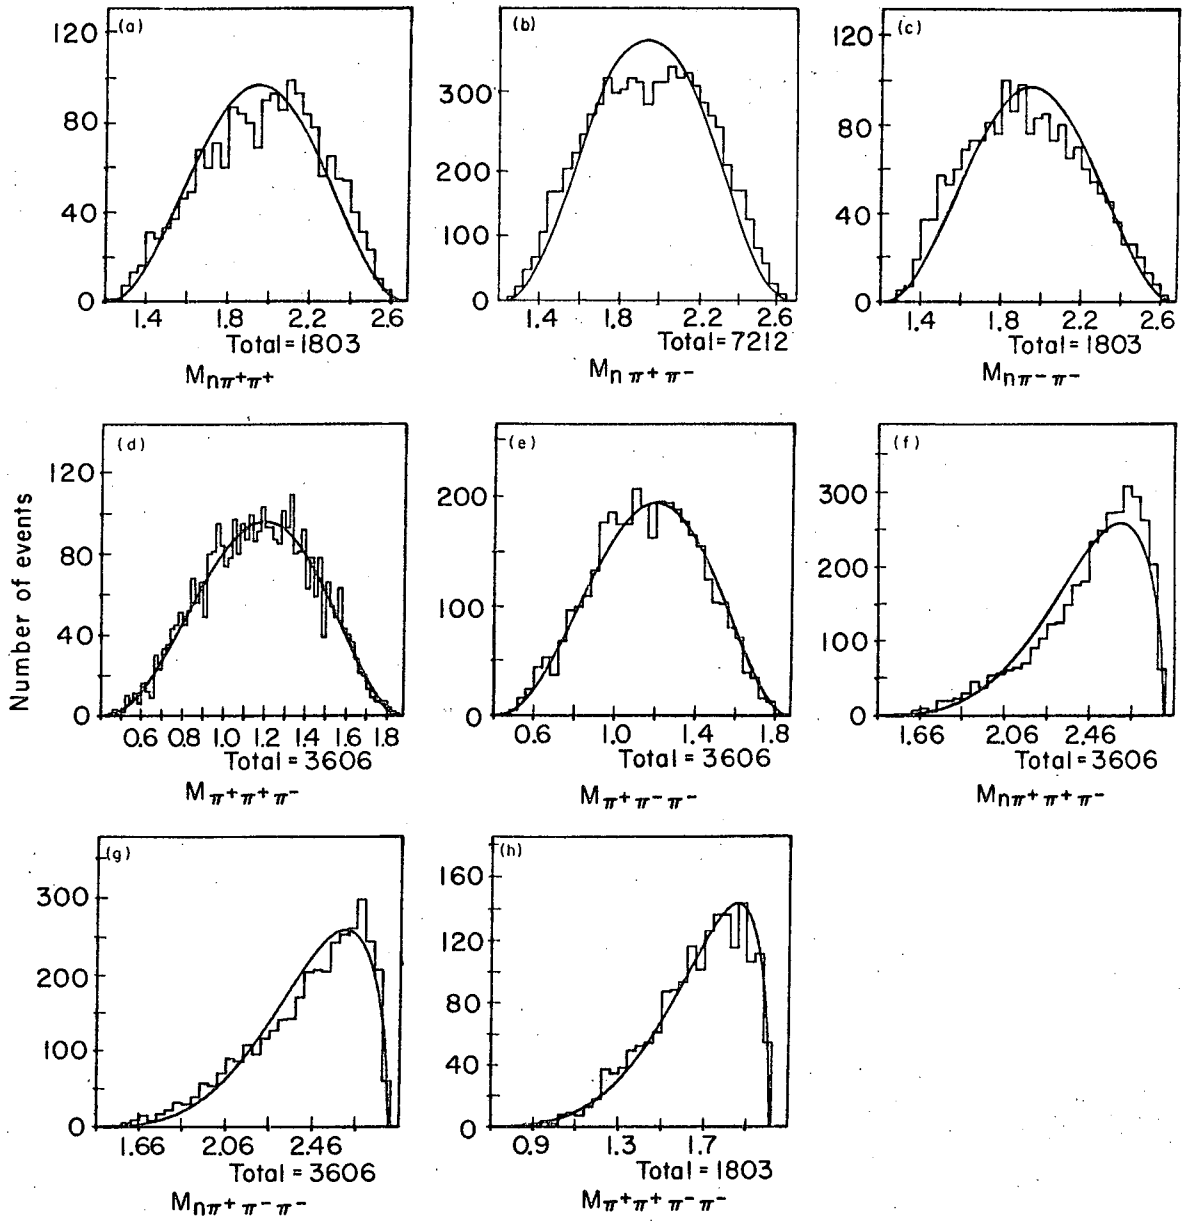 (a)
120
80
40
0
1.4 1.8 2.2 2.6
Total=1803
Mnπ+π+
(b)
300
200
100
0
1.4 1.8 2.2 2.6
Total=7212
Mnπ+π-
(c)
120
80
40
0
1.4 1.8 2.2 2.6
Total=1803
Mnπ-π-
Number of events
(d)
120
80
40
0
0.6 0.8 1.0 1.2 1.4 1.6 1.8
Total=3606
Mπ+π+π-
(e)
200
100
0
0.6 1.0 1.4 1.8
Total=3606
Mπ+π-π-
(f)
300
200
100
0
1.66 2.06 2.46
Total=3606
Mnπ+π+π-
(g)
300
200
100
0
1.66 2.06 2.46
Total=3606
Mnπ+π-π-
(h)
160
120
80
40
0
0.9 1.3 1.7
Total=1803
Mπ+π+π-π-